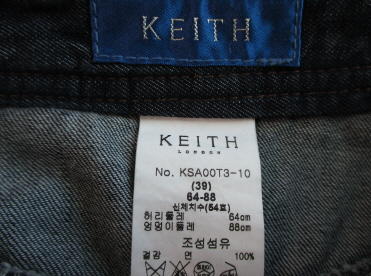 KEITH
KEITH
LONDON
No. KSA00T3-10
(39)
64-88
신체치수(64호)
허리둘레 64cm
엉덩이둘레 88cm
조성섬유
겉감 면 100%